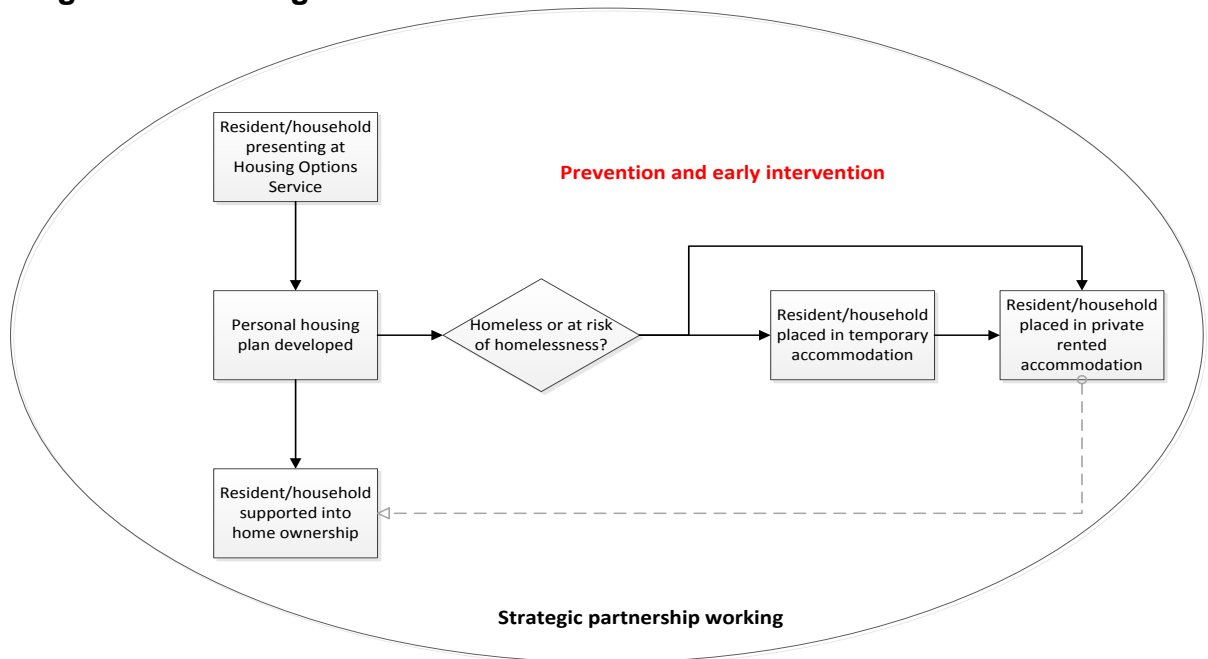 Resident/household
presenting at
Housing Options
Service
Prevention and early intervention
Personal housing
plan developed
Homeless or at risk
of homelessness?
Resident/household
placed in temporary
accommodation
Resident/household
placed in private
rented
accommodation
Resident/household
supported into
home ownership
Strategic partnership working